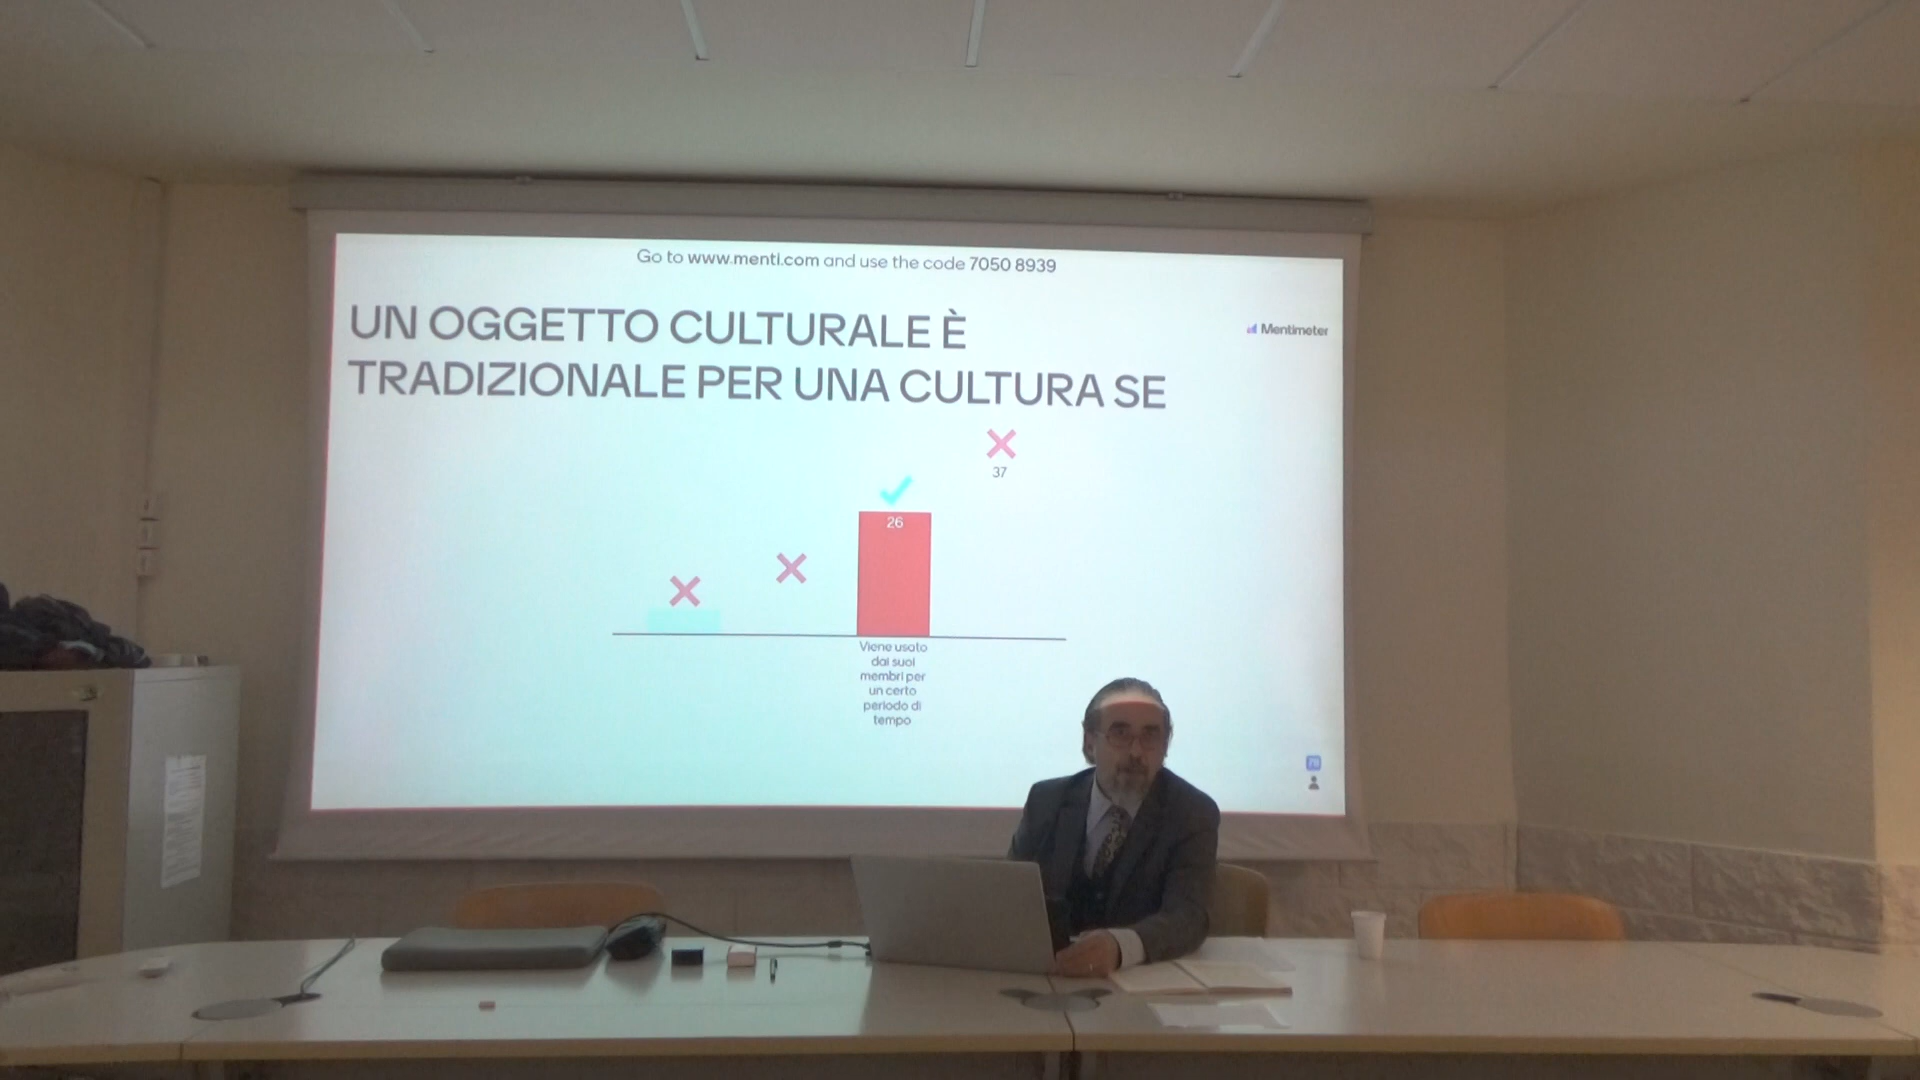 Go to www.menti.com and use the code 7050 8939
UN OGGETTO CULTURALE È
TRADIZIONALE PER UNA CULTURA SE
Mentimeter
37
26
Viene usato
dai suoi
membri per
un certo
periodo di
tempo